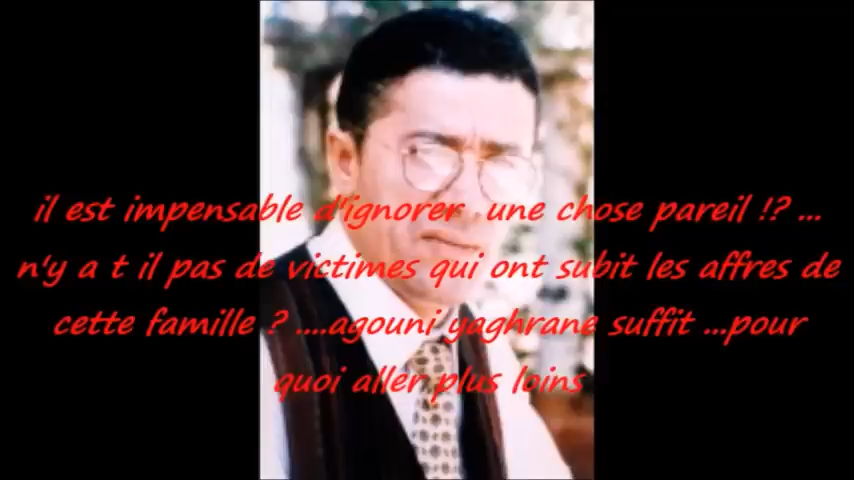 il est impensable d'ignorer une chose pareil !? ...
n'y a t il pas de victimes qui ont subit les affres de
cette famille ? ....agouni yaghrane suffit ...pour
quoi aller plus loins